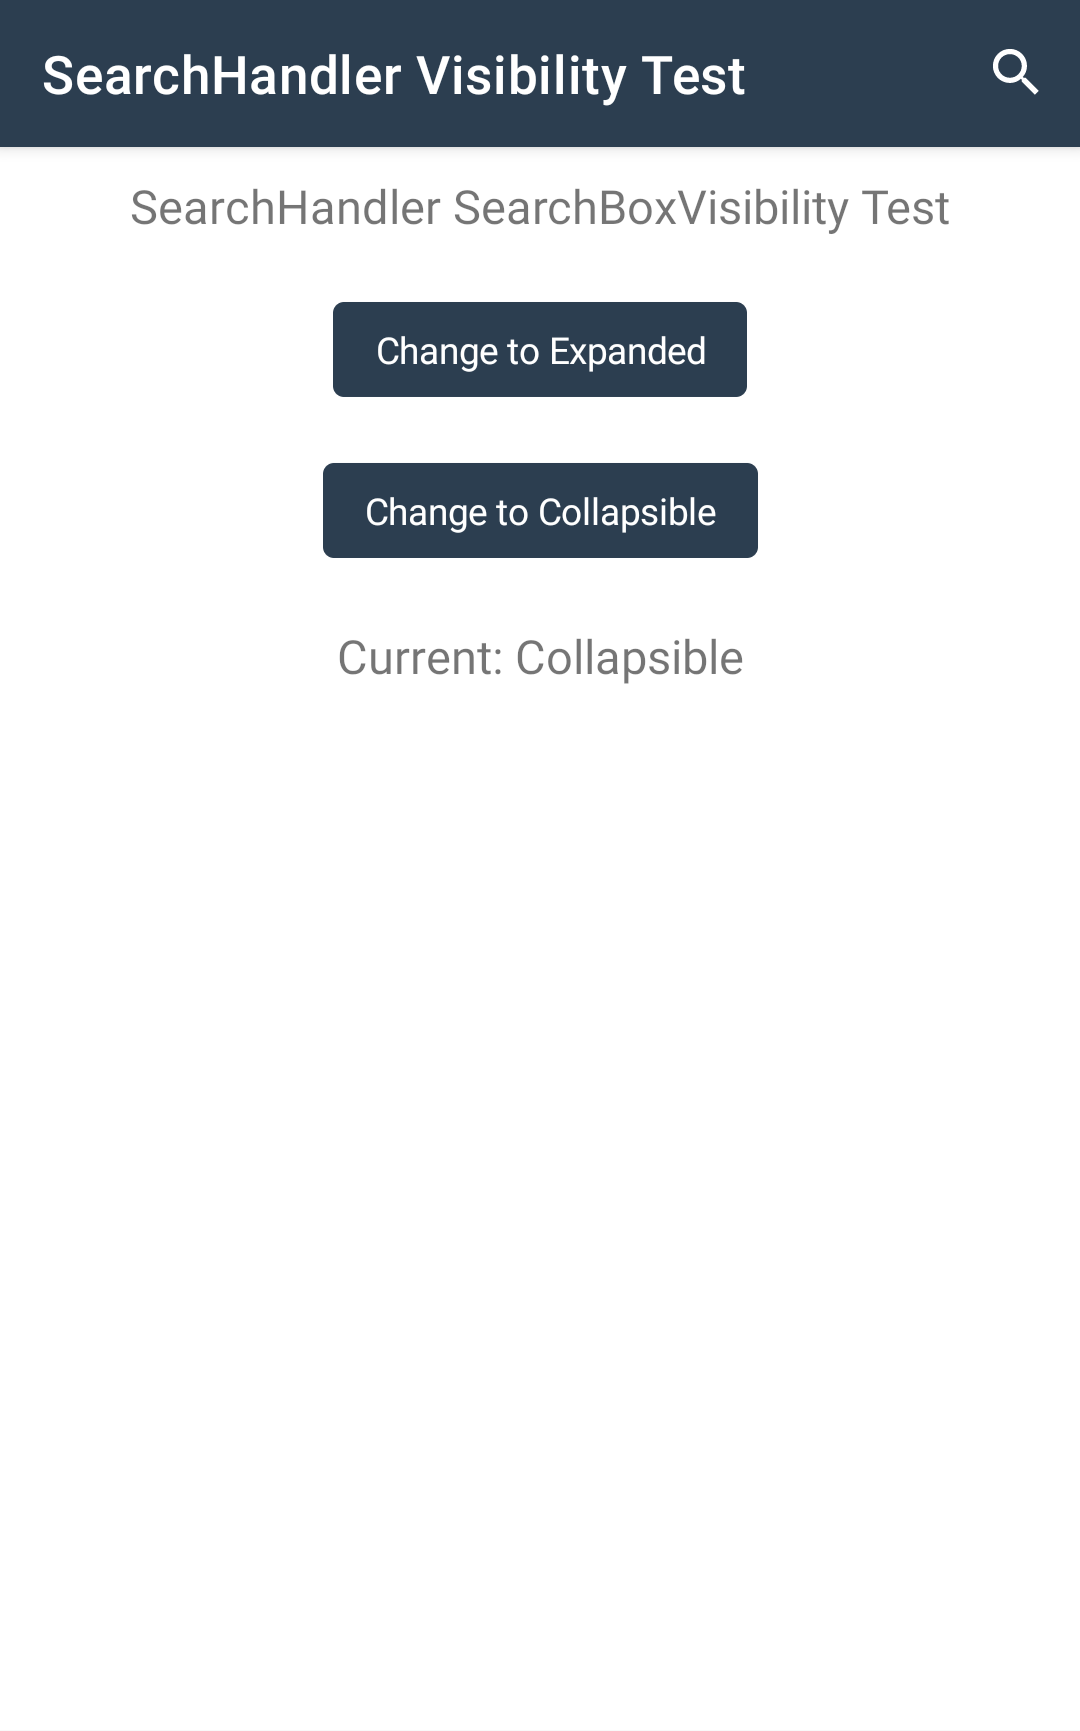 SearchHandler Visibility Test
SearchHandler SearchBoxVisibility Test
Change to Expanded
Change to Collapsible
Current: Collapsible